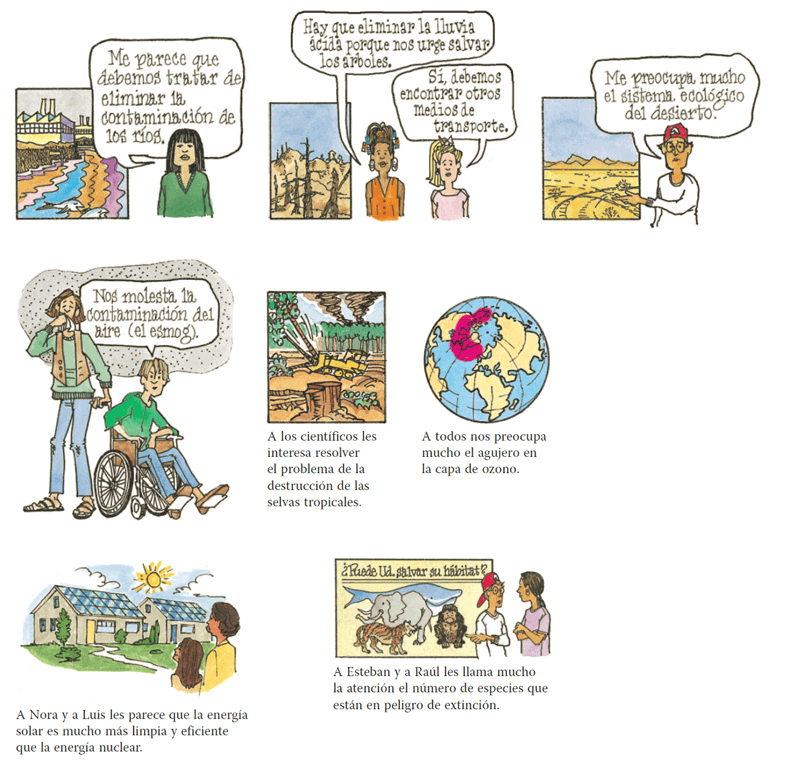 Me parece que
debemos tratar de
eliminar la
contaminación de
los ríos.
Hay que eliminar la lluvia
ácida porque nos urge salvar
los árboles.
Sí, debemos
encontrar otros
medios de
transporte.
Me preocupa mucho
el sistema ecológico
del desierto.
Nos molesta la
contaminación del
aire (el esmog).
A los científicos les
interesa resolver
el problema de la
destrucción de las
selvas tropicales.
A todos nos preocupa
mucho el agujero en
la capa de ozono.
A Nora y a Luis les parece que la energía
solar es mucho más limpia y eficiente
que la energía nuclear.
¿Puede Ud. salvar su hábitat?
A Esteban y a Raúl les llama mucho
la atención el número de especies que
están en peligro de extinción.